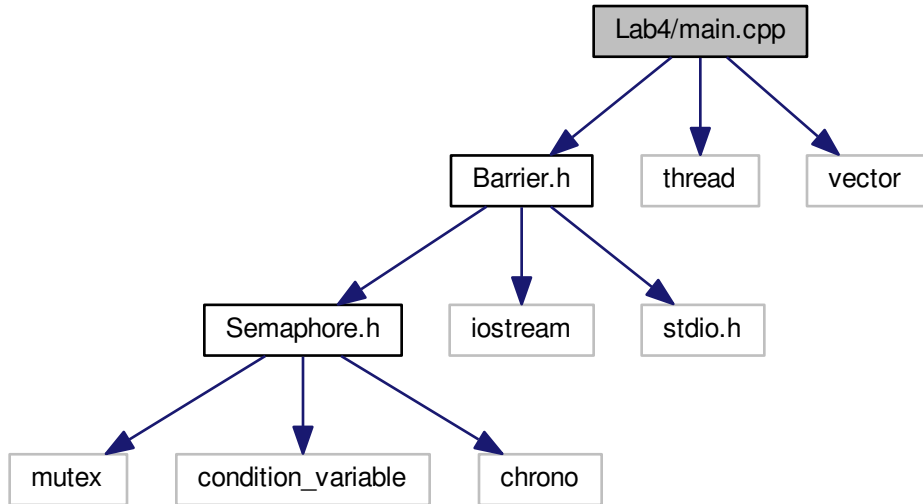 Lab4/main.cpp
Barrier.h
thread
vector
Semaphore.h
iostream
stdio.h
mutex
condition_variable
chrono